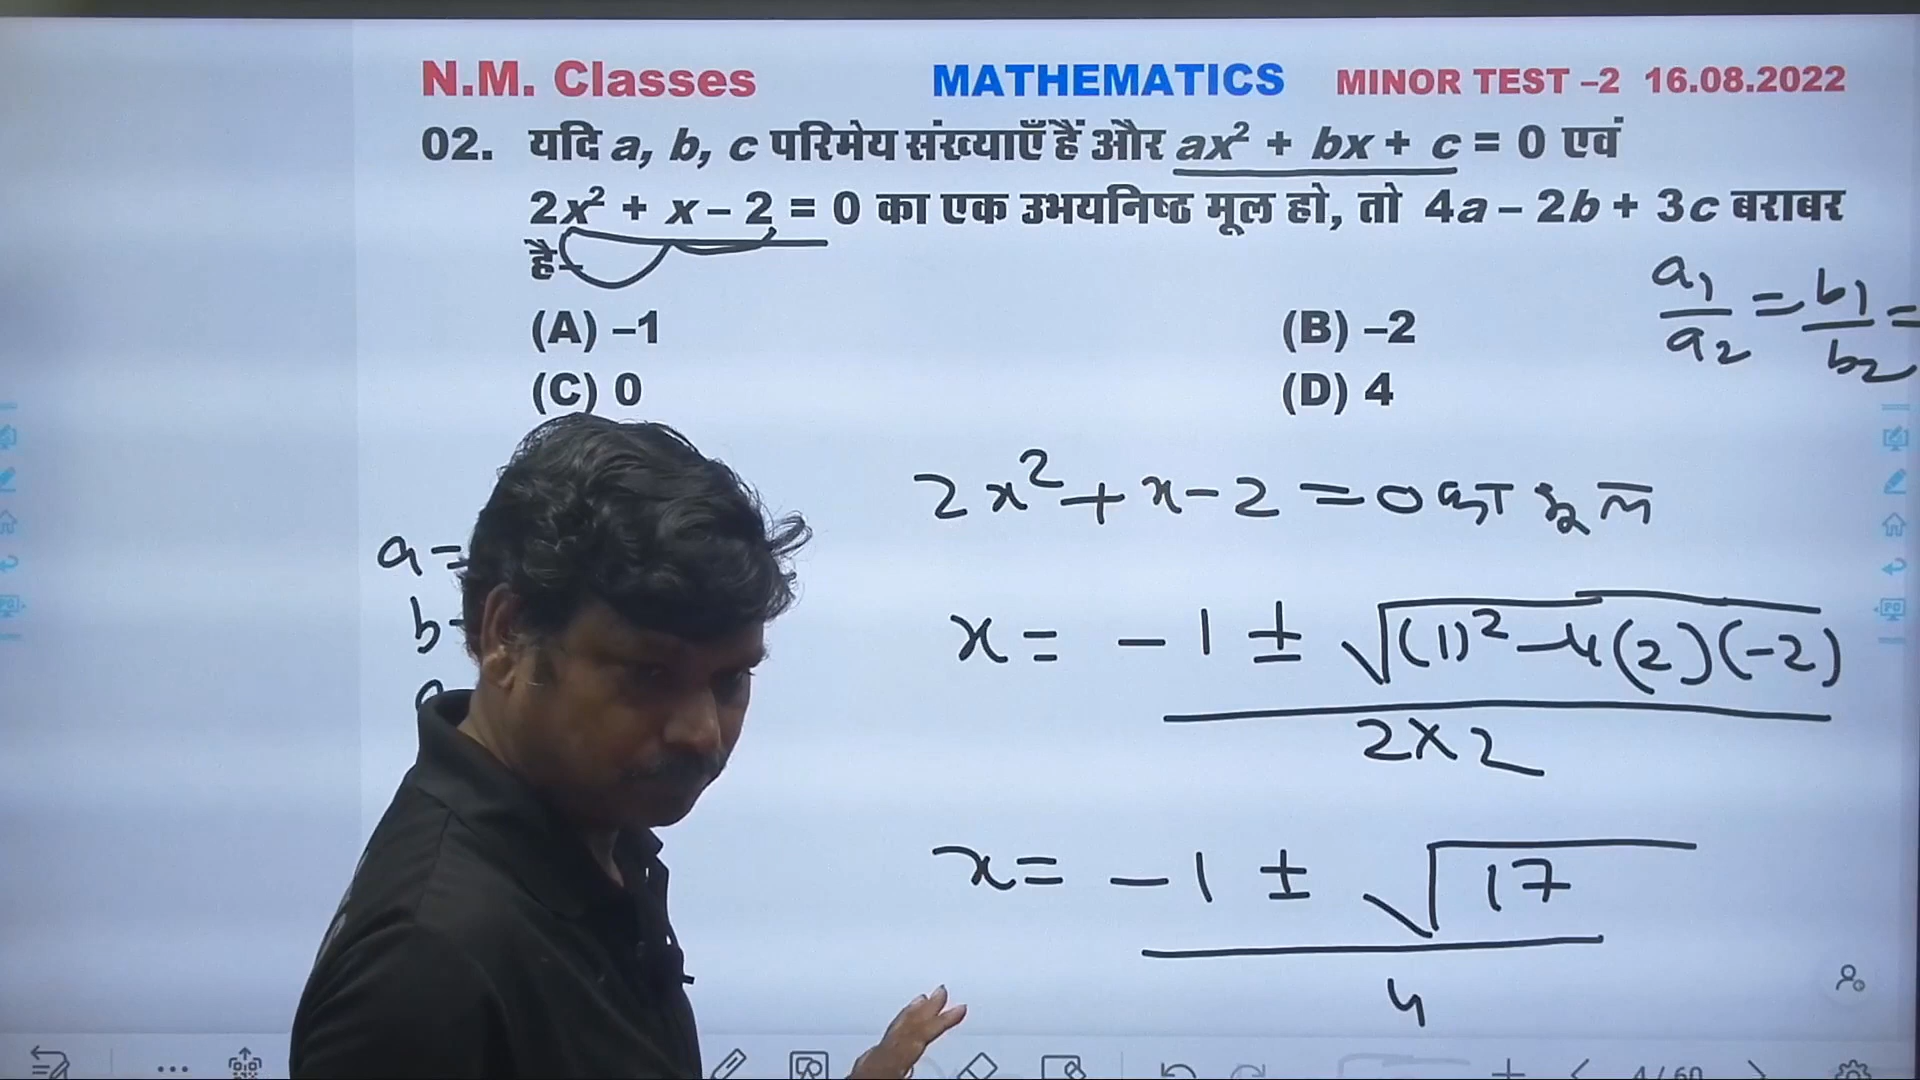 N.M. Classes MATHEMATICS MINOR TEST –2 16.08.2022
02. यदि a, b, c परिमेय संख्याएँ हैं और ax² + bx + c = 0 एवं
2x² + x – 2 = 0 का एक उभयनिष्ठ मूल हो, तो 4a – 2b + 3c बराबर
है–
(A) –1 (B) –2
(C) 0 (D) 4
a₁/a₂ = b₁/b₂ =
2x² + x - 2 = 0 का मूल
a =
b -
x = -1 ± √(1)² - 4(2)(-2)
2×2
x = -1 ± √17
4
4/60